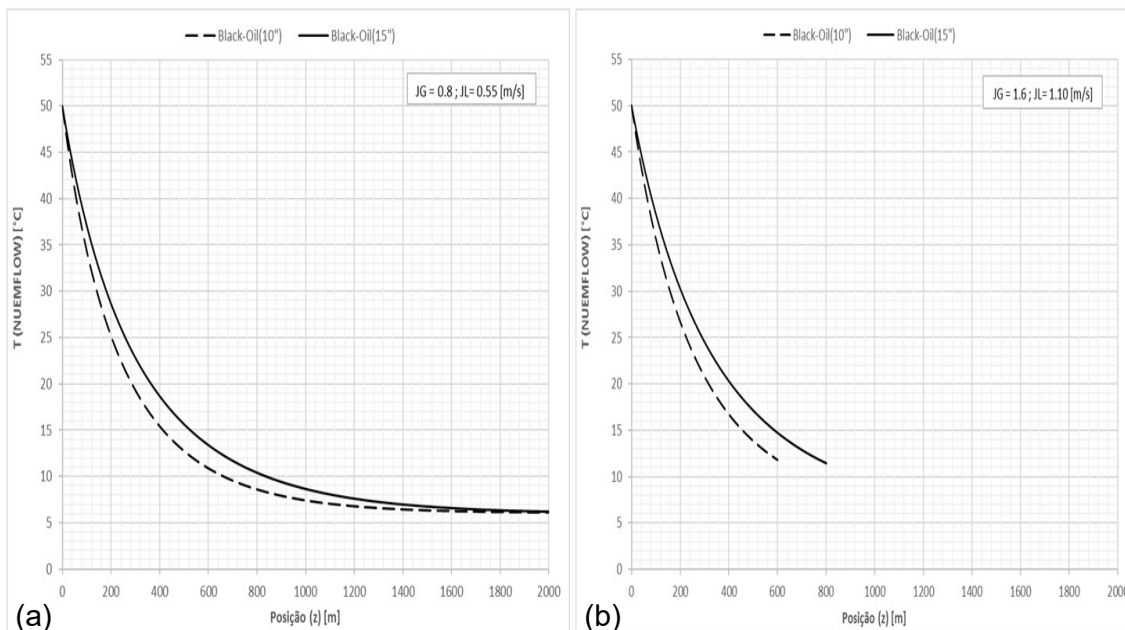 Black-Oil(10") Black-Oil(15")
JG = 0.8 ; JL= 0.55 [m/s]
T (NUEMFLOW) [°C]
55
50
45
40
35
30
25
20
15
10
5
0
0 200 400 600 800 1000 1200 1400 1600 1800 2000
Posição (z) [m]
(a)
Black-Oil(10") Black-Oil(15")
JG = 1.6 ; JL= 1.10 [m/s]
T (NUEMFLOW) [°C]
55
50
45
40
35
30
25
20
15
10
5
0
0 200 400 600 800 1000 1200 1400 1600 1800 2000
Posição (z) [m]
(b)